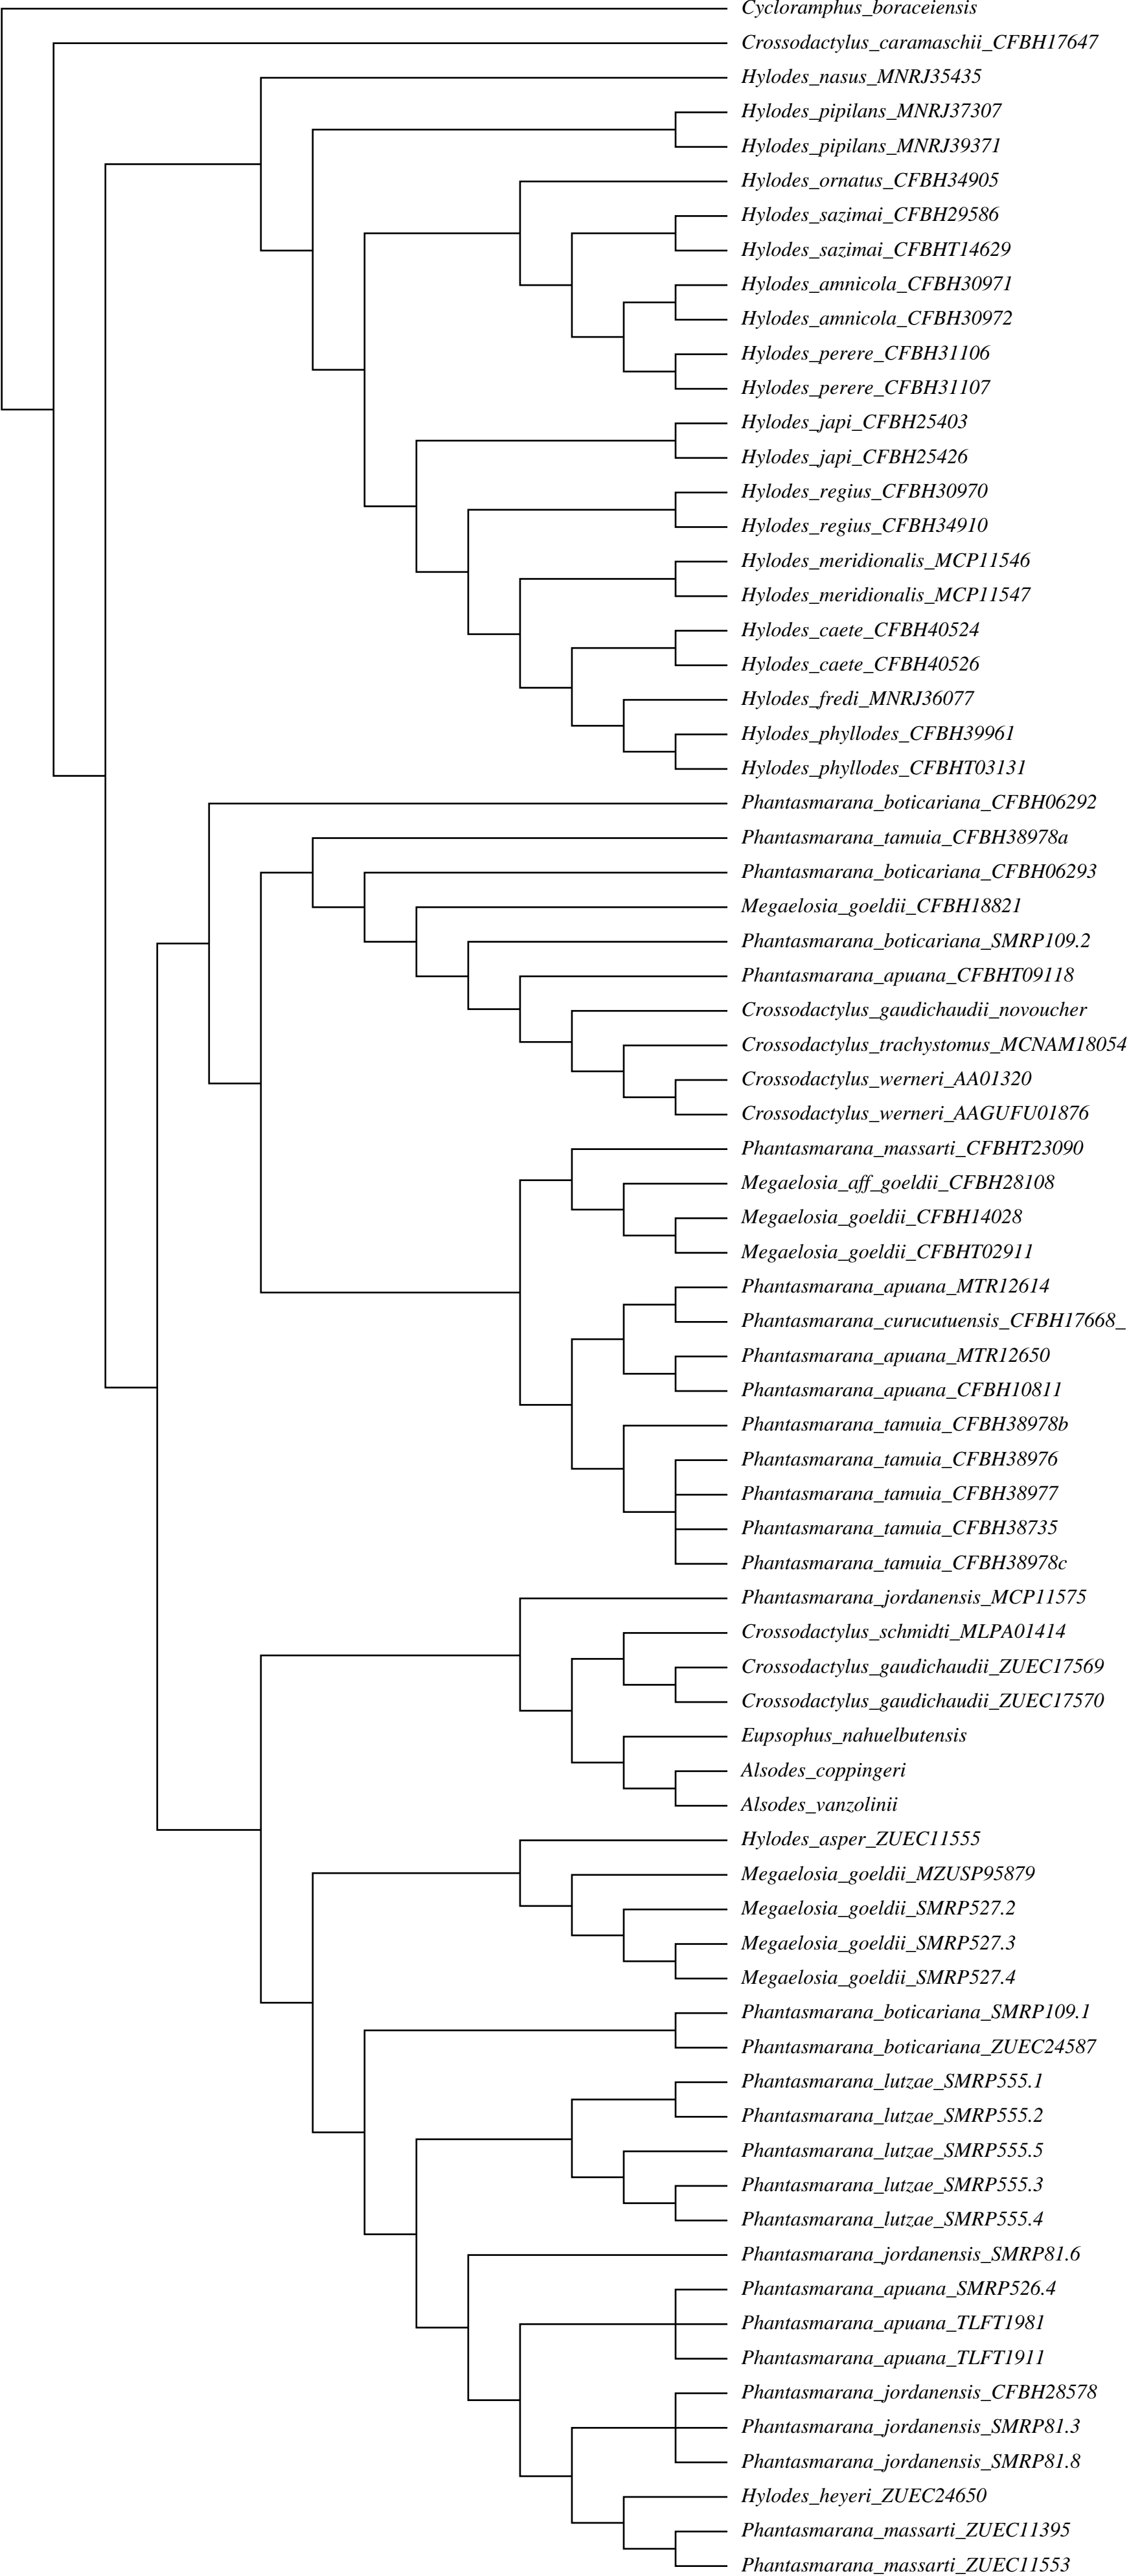 Cycloramphus_boraceiensis
Crossodactylus_caramaschii_CFBH17647
Hylodes_nasus_MNRJ35435
Hylodes_pipilans_MNRJ37307
Hylodes_pipilans_MNRJ39371
Hylodes_ornatus_CFBH34905
Hylodes_sazimai_CFBH29586
Hylodes_sazimai_CFBHT14629
Hylodes_amnicola_CFBH30971
Hylodes_amnicola_CFBH30972
Hylodes_perere_CFBH31106
Hylodes_perere_CFBH31107
Hylodes_japi_CFBH25403
Hylodes_japi_CFBH25426
Hylodes_regius_CFBH30970
Hylodes_regius_CFBH34910
Hylodes_meridionalis_MCP11546
Hylodes_meridionalis_MCP11547
Hylodes_caete_CFBH40524
Hylodes_caete_CFBH40526
Hylodes_fredi_MNRJ36077
Hylodes_phyllodes_CFBH39961
Hylodes_phyllodes_CFBHT03131
Phantasmarana_boticariana_CFBH06292
Phantasmarana_tamuia_CFBH38978a
Phantasmarana_boticariana_CFBH06293
Megaelosia_goeldii_CFBH18821
Phantasmarana_boticariana_SMRP109.2
Phantasmarana_apuana_CFBHT09118
Crossodactylus_gaudichaudii_novoucher
Crossodactylus_trachystomus_MCNAM18054
Crossodactylus_werneri_AA01320
Crossodactylus_werneri_AAGUFU01876
Phantasmarana_massarti_CFBHT23090
Megaelosia_aff_goeldii_CFBH28108
Megaelosia_goeldii_CFBH14028
Megaelosia_goeldii_CFBHT02911
Phantasmarana_apuana_MTR12614
Phantasmarana_curucutuensis_CFBH17668_
Phantasmarana_apuana_MTR12650
Phantasmarana_apuana_CFBH10811
Phantasmarana_tamuia_CFBH38978b
Phantasmarana_tamuia_CFBH38976
Phantasmarana_tamuia_CFBH38977
Phantasmarana_tamuia_CFBH38735
Phantasmarana_tamuia_CFBH38978c
Phantasmarana_jordanensis_MCP11575
Crossodactylus_schmidti_MLPA01414
Crossodactylus_gaudichaudii_ZUEC17569
Crossodactylus_gaudichaudii_ZUEC17570
Eupsophus_nahuelbutensis
Alsodes_coppingeri
Alsodes_vanzolinii
Hylodes_asper_ZUEC11555
Megaelosia_goeldii_MZUSP95879
Megaelosia_goeldii_SMRP527.2
Megaelosia_goeldii_SMRP527.3
Megaelosia_goeldii_SMRP527.4
Phantasmarana_boticariana_SMRP109.1
Phantasmarana_boticariana_ZUEC24587
Phantasmarana_lutzae_SMRP555.1
Phantasmarana_lutzae_SMRP555.2
Phantasmarana_lutzae_SMRP555.5
Phantasmarana_lutzae_SMRP555.3
Phantasmarana_lutzae_SMRP555.4
Phantasmarana_jordanensis_SMRP81.6
Phantasmarana_apuana_SMRP526.4
Phantasmarana_apuana_TLFT1981
Phantasmarana_apuana_TLFT1911
Phantasmarana_jordanensis_CFBH28578
Phantasmarana_jordanensis_SMRP81.3
Phantasmarana_jordanensis_SMRP81.8
Hylodes_heyeri_ZUEC24650
Phantasmarana_massarti_ZUEC11395
Phantasmarana_massarti_ZUEC11553